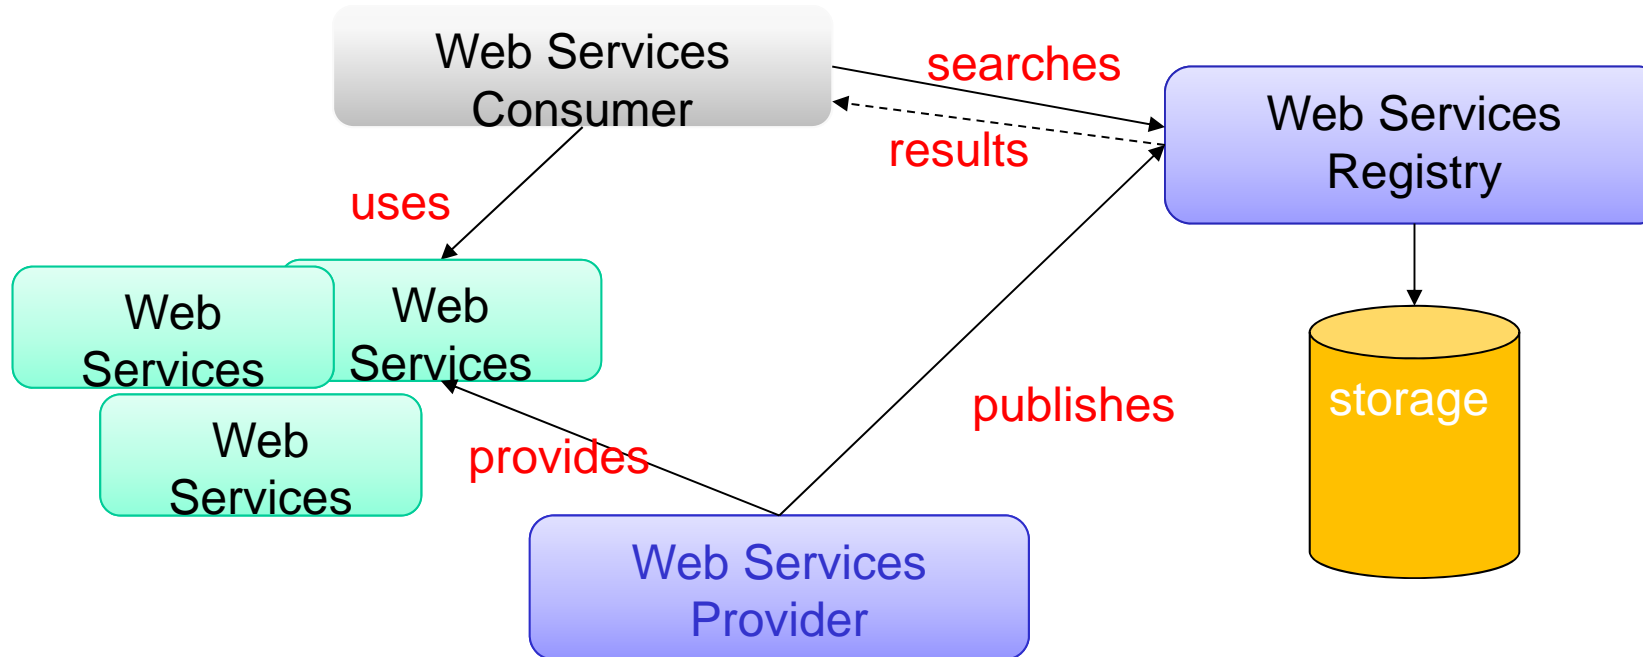 Web Services
Consumer
searches
results
Web Services
Registry
uses
Web
Services
Web
Services
Web
Services
provides
publishes
storage
Web Services
Provider